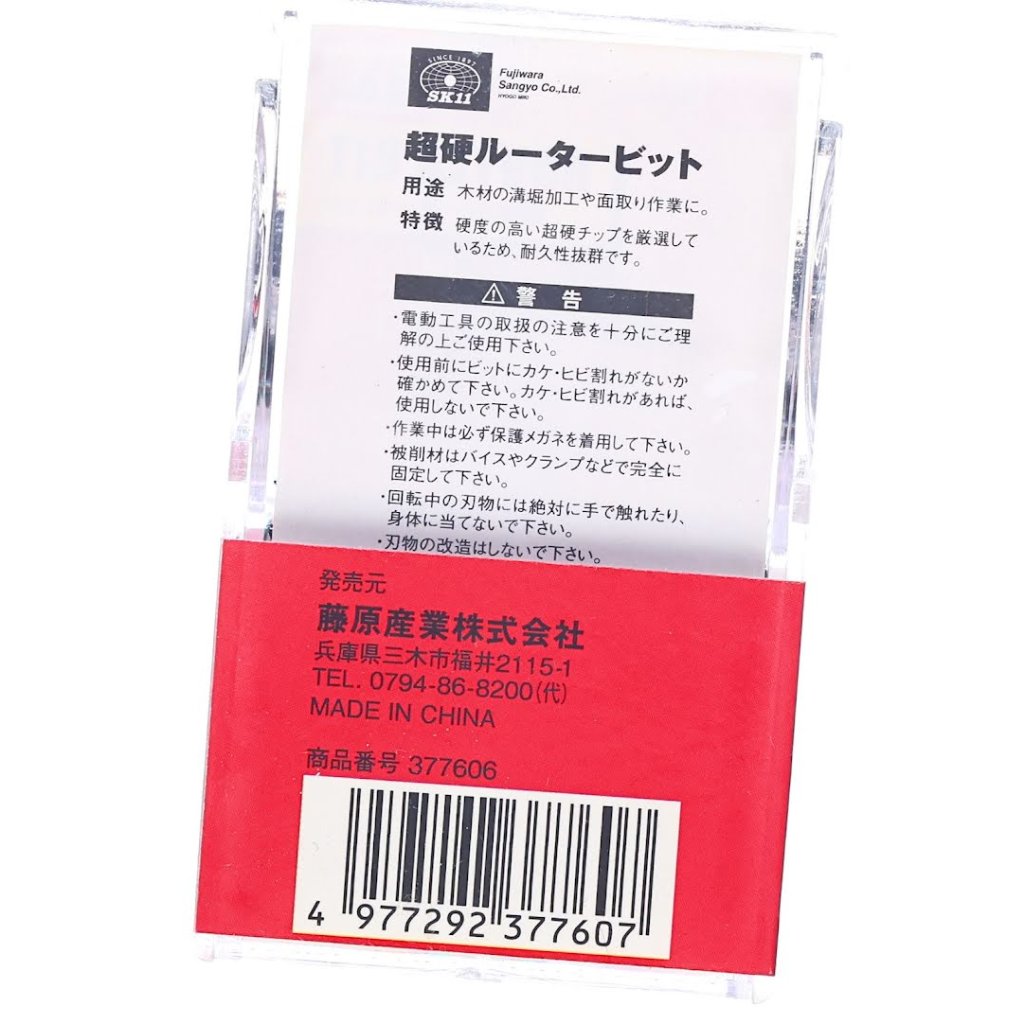 SINCE 1897
SK11
Fujiwara
Sangyo Co.,Ltd.
HYOGO MIKI
超硬ルータービット
用途 木材の溝堀加工や面取り作業に。
特徴 硬度の高い超硬チップを厳選して
いるため、耐久性抜群です。
警告
・電動工具の取扱の注意を十分にご理
解の上ご使用下さい。
・使用前にビットにカケ・ヒビ割れがないか
確かめて下さい。カケ・ヒビ割れがあれば、
使用しないで下さい。
・作業中は必ず保護メガネを着用して下さい。
・被削材はバイスやクランプなどで完全に
固定して下さい。
・回転中の刃物には絶対に手で触れたり、
身体に当てないで下さい。
・刃物の改造はしないで下さい。
発売元
藤原産業株式会社
兵庫県三木市福井2115-1
TEL. 0794-86-8200(代)
MADE IN CHINA
商品番号 377606
4 977292 377607